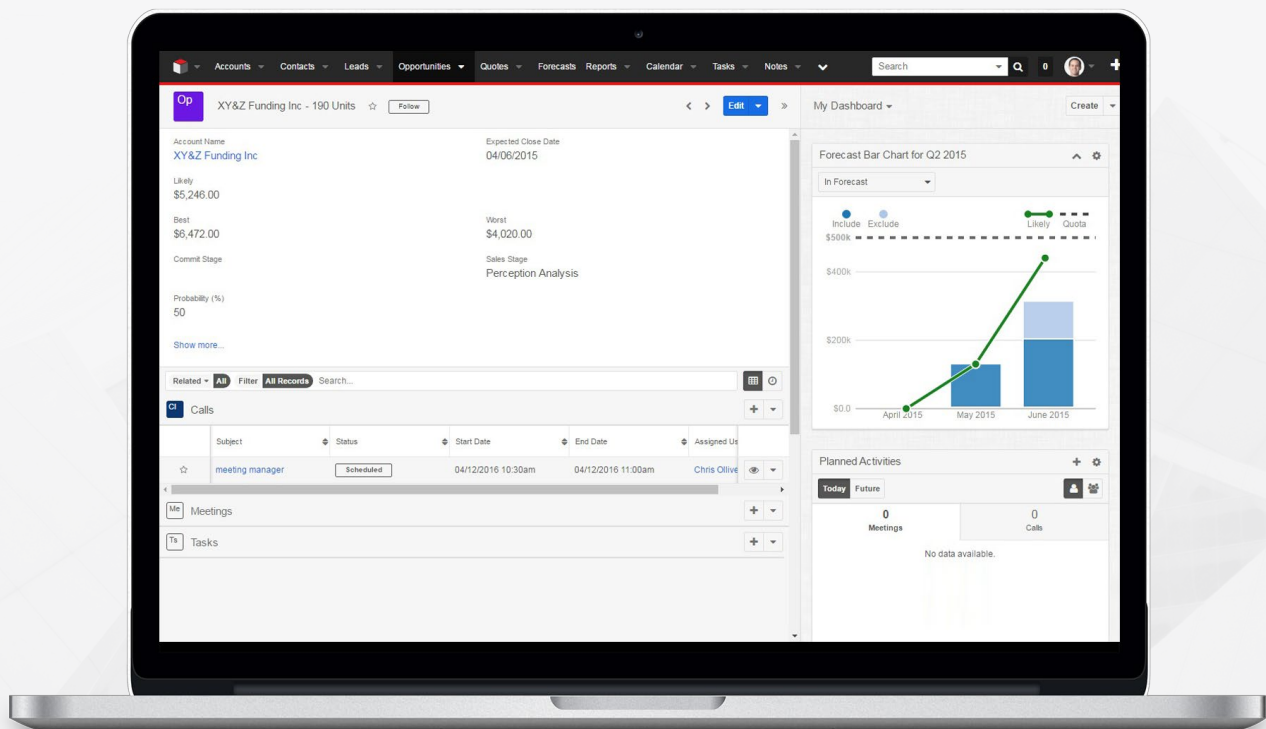 Accounts Contacts Leads Opportunities Quotes Forecasts Reports Calendar Tasks Notes Search 0
Op XY&Z Funding Inc - 190 Units Follow Edit
Account Name Expected Close Date
XY&Z Funding Inc 04/06/2015
Likely
$5,246.00
Best Worst
$6,472.00 $4,020.00
Commit Stage Sales Stage
Perception Analysis
Probability (%)
50
Show more...
Related All Filter All Records Search...
Cl Calls
Subject Status Start Date End Date Assigned Us
meeting manager Scheduled 04/12/2016 10:30am 04/12/2016 11:00am Chris Ollive
Me Meetings
Ts Tasks
My Dashboard Create
Forecast Bar Chart for Q2 2015
In Forecast
Include Exclude Likely Quota
$500k
$400k
$200k
$0.0
April 2015 May 2015 June 2015
Planned Activities
Today Future
0 0
Meetings Calls
No data available.